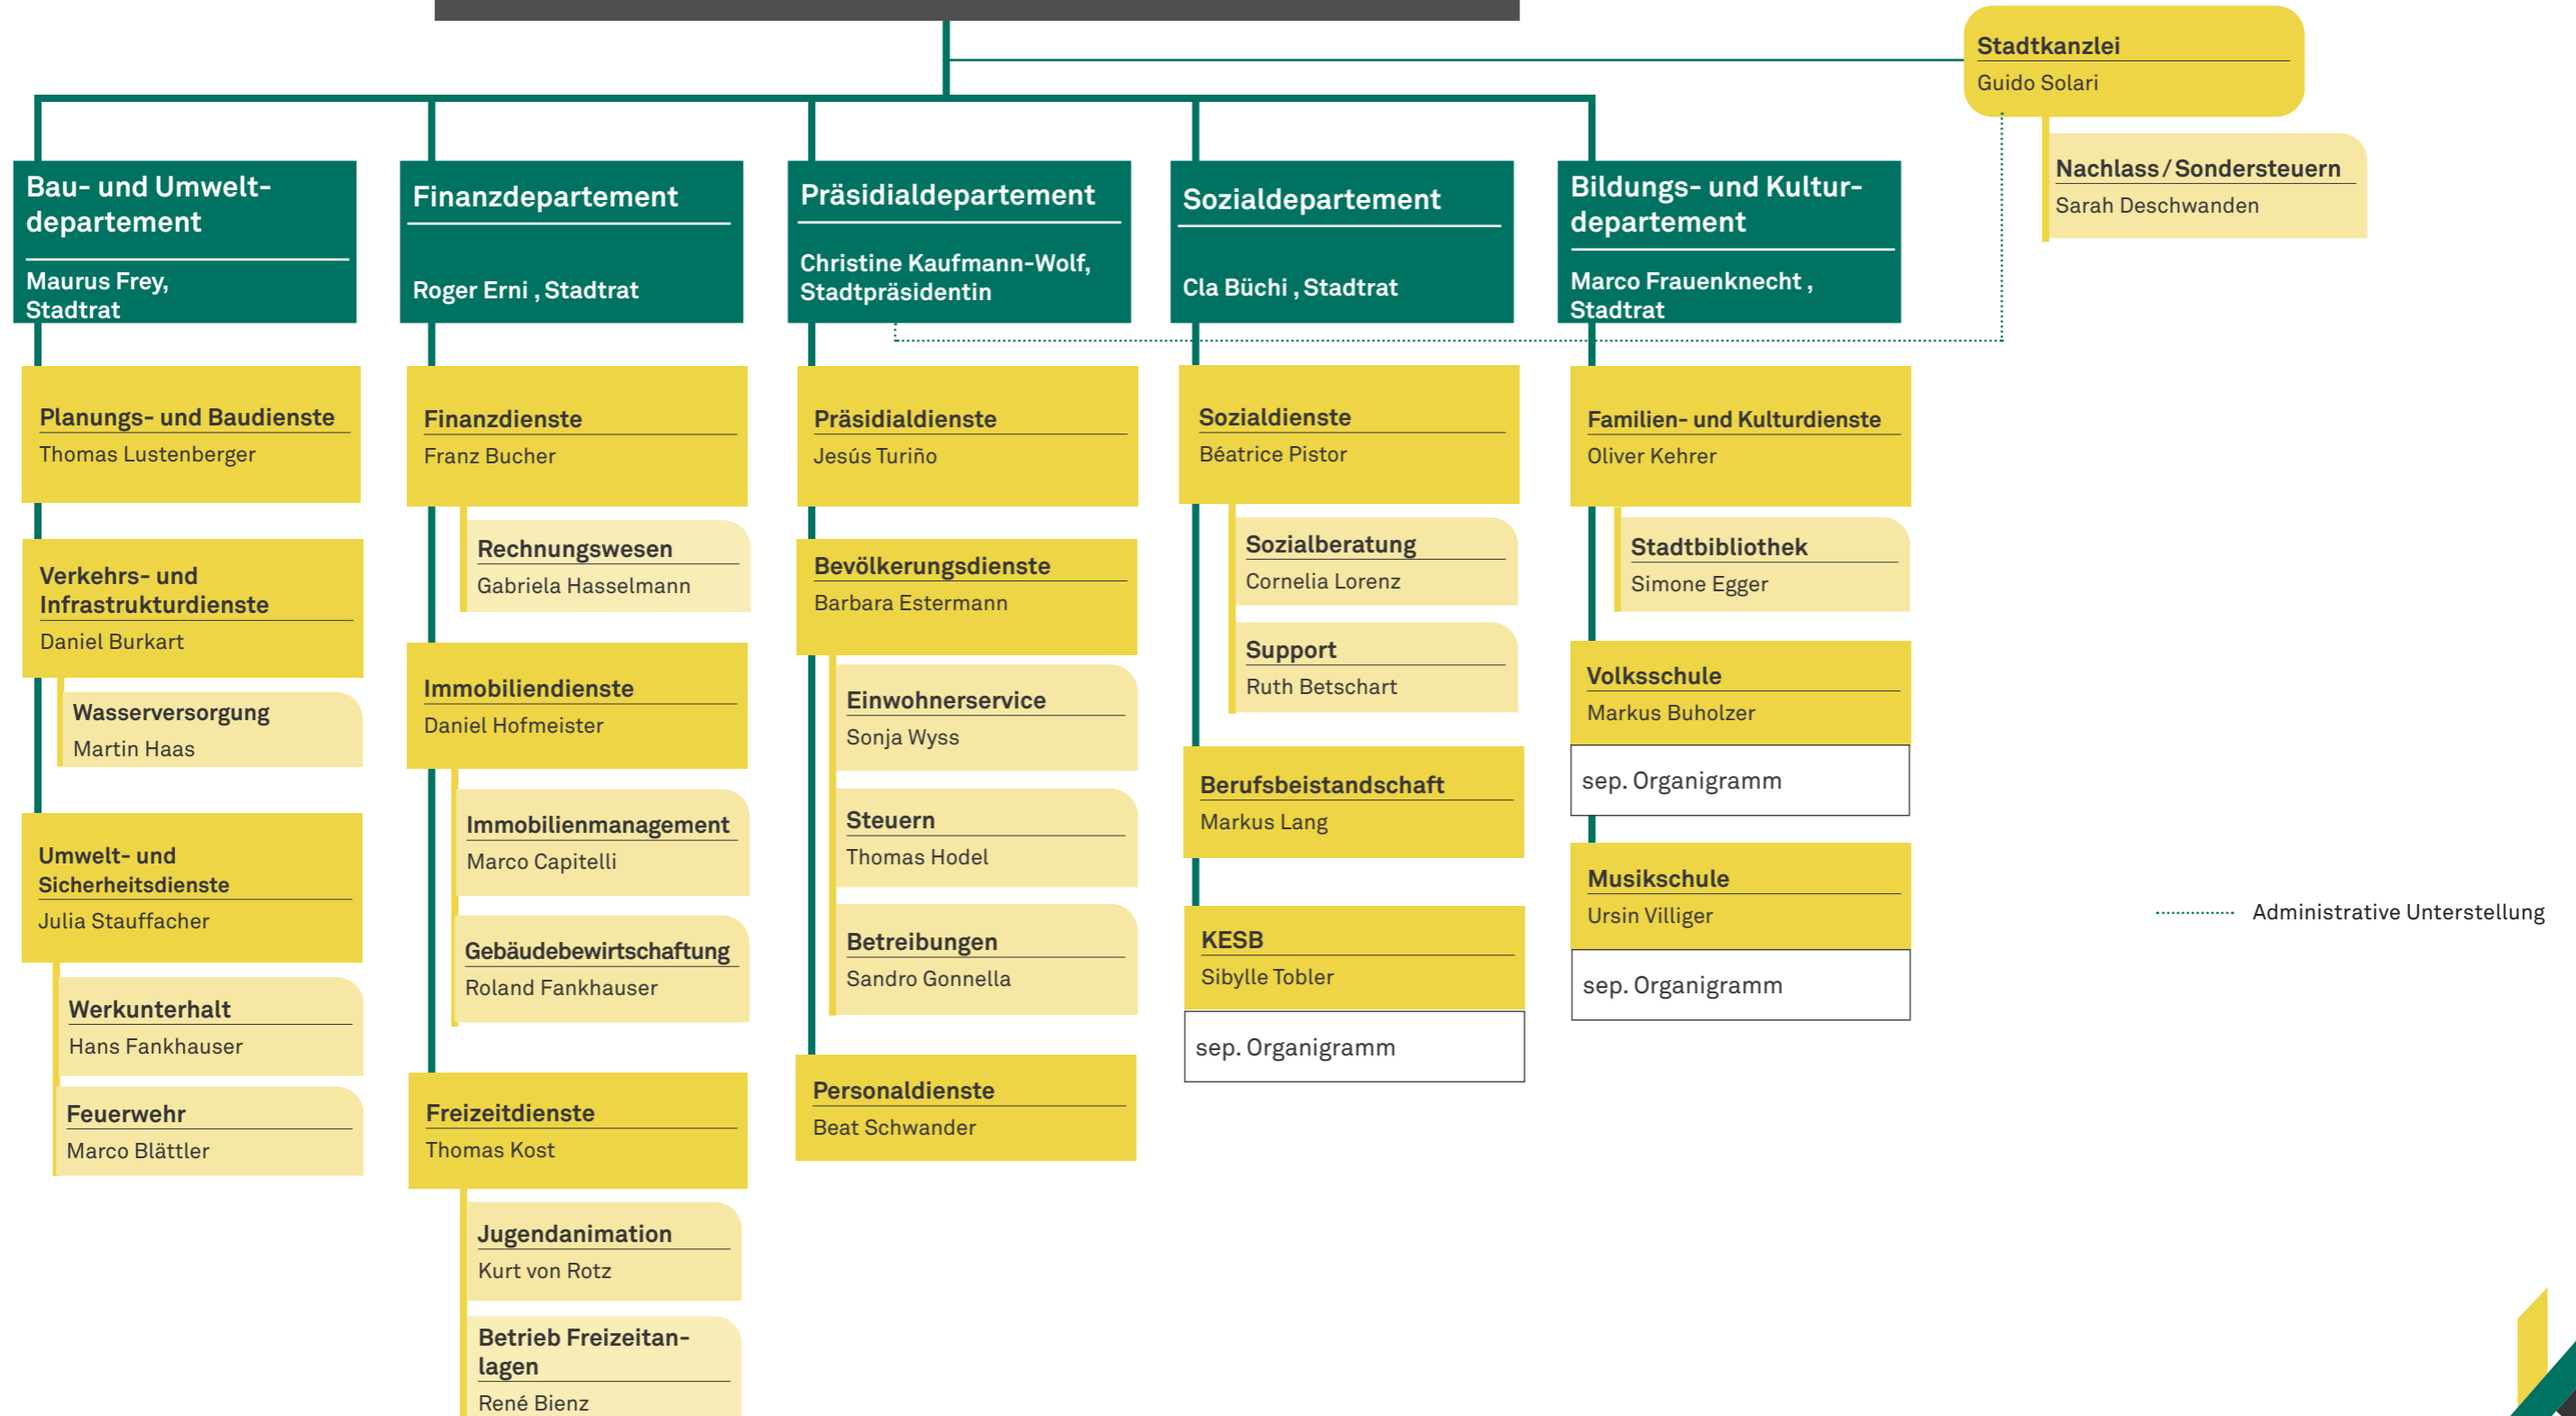 Stadtkanzlei
Guido Solari
Nachlass / Sondersteuern
Sarah Deschwanden
Bau- und Umwelt-
departement
Maurus Frey,
Stadtrat
Planungs- und Baudienste
Thomas Lustenberger
Verkehrs- und
Infrastrukturdienste
Daniel Burkart
Wasserversorgung
Martin Haas
Umwelt- und
Sicherheitsdienste
Julia Stauffacher
Werkunterhalt
Hans Fankhauser
Feuerwehr
Marco Blättler
Finanzdepartement
Roger Erni , Stadtrat
Finanzdienste
Franz Bucher
Rechnungswesen
Gabriela Hasselmann
Immobiliendienste
Daniel Hofmeister
Immobilienmanagement
Marco Capitelli
Gebäudebewirtschaftung
Roland Fankhauser
Freizeitdienste
Thomas Kost
Jugendanimation
Kurt von Rotz
Betrieb Freizeitan-
lagen
René Bienz
Präsidialdepartement
Christine Kaufmann-Wolf,
Stadtpräsidentin
Präsidialdienste
Jesús Turiño
Bevölkerungsdienste
Barbara Estermann
Einwohnerservice
Sonja Wyss
Steuern
Thomas Hodel
Betreibungen
Sandro Gonnella
Personaldienste
Beat Schwander
Sozialdepartement
Cla Büchi , Stadtrat
Sozialdienste
Béatrice Pistor
Sozialberatung
Cornelia Lorenz
Support
Ruth Betschart
Berufsbeistandschaft
Markus Lang
KESB
Sibylle Tobler
sep. Organigramm
Bildungs- und Kultur-
departement
Marco Frauenknecht ,
Stadtrat
Familien- und Kulturdienste
Oliver Kehrer
Stadtbibliothek
Simone Egger
Volksschule
Markus Buholzer
sep. Organigramm
Musikschule
Ursin Villiger
sep. Organigramm
Administrative Unterstellung